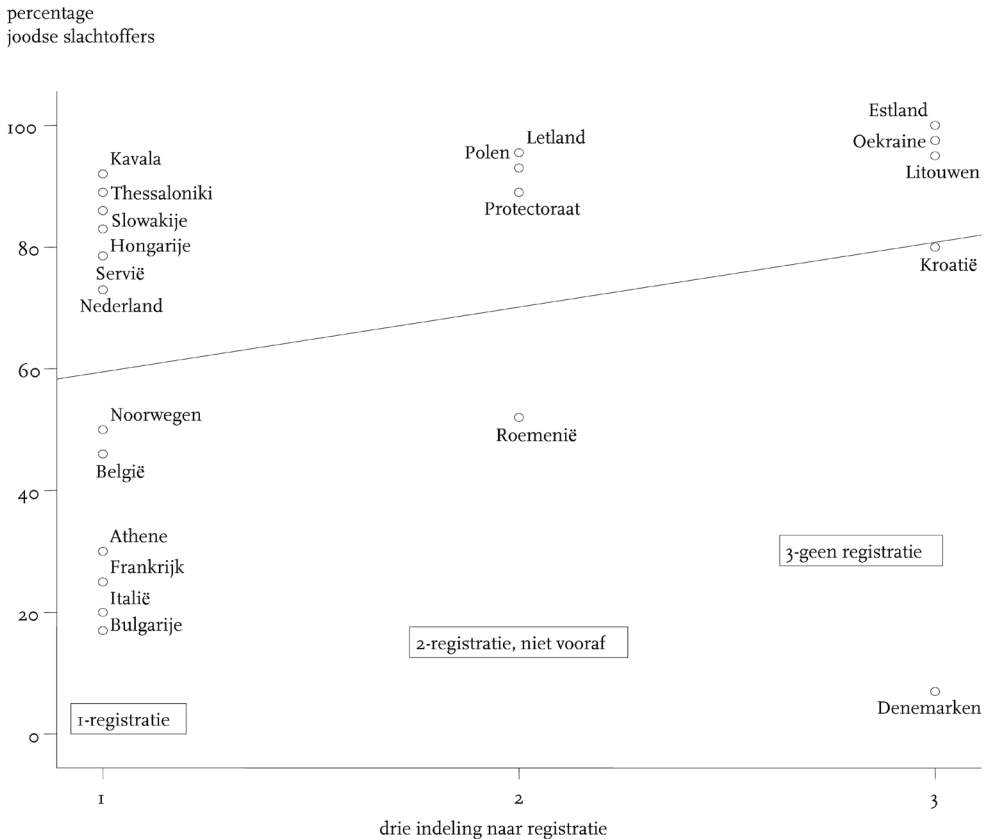 percentage
joodse slachtoffers
100
80
60
40
20
0
Kavala
Thessaloniki
Slowakije
Hongarije
Servië
Nederland
Noorwegen
België
Athene
Frankrijk
Italië
Bulgarije
1-registratie
Letland
Polen
Protectoraat
Roemenië
2-registratie, niet vooraf
Estland
Oekraine
Litouwen
Kroatië
3-geen registratie
Denemarken
1 2 3
drie indeling naar registratie